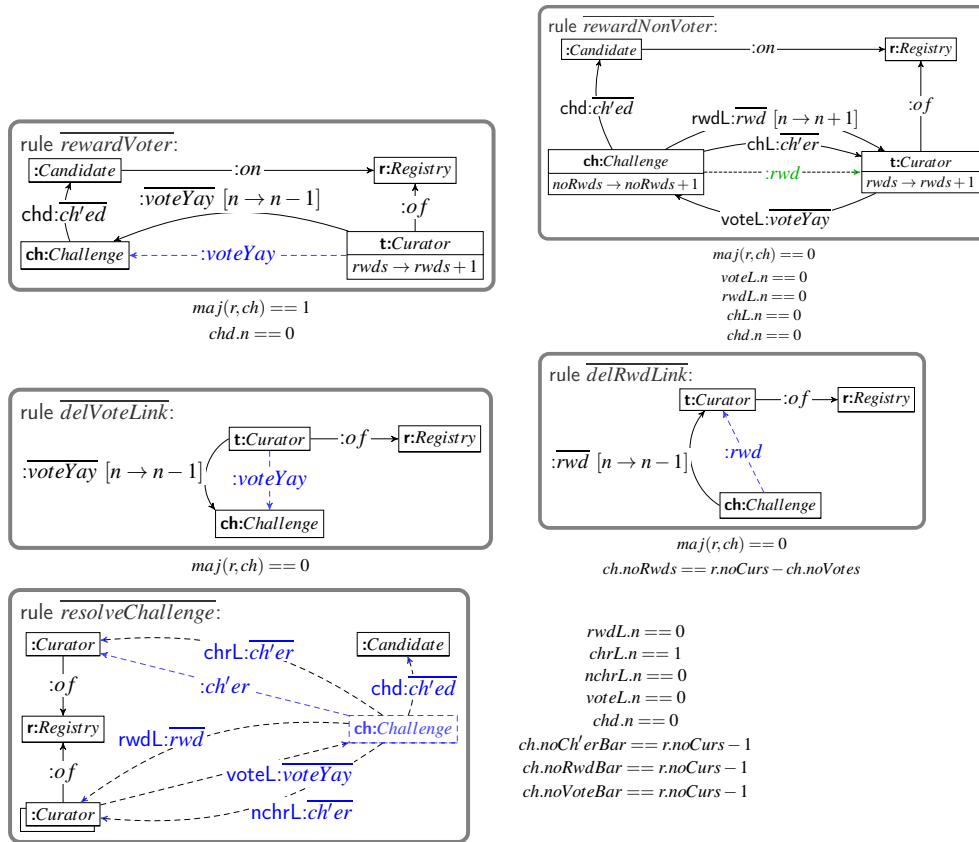 rule rewardVoter:
:Candidate
:on
r:Registry
:voteYay [n → n − 1]
chd:ch'ed
:of
ch:Challenge
:voteYay
t:Curator
rwds → rwds + 1
maj(r, ch) == 1
chd.n == 0
rule rewardNonVoter:
:Candidate
:on
r:Registry
chd:ch'ed
rwdL:rwd [n → n + 1]
:of
chL:ch'er
ch:Challenge
t:Curator
noRwds → noRwds + 1
:rwd
rwds → rwds + 1
voteL:voteYay
maj(r, ch) == 0
voteL.n == 0
rwdL.n == 0
chL.n == 0
chd.n == 0
rule delVoteLink:
t:Curator
:of
r:Registry
:voteYay [n → n − 1]
:voteYay
ch:Challenge
maj(r, ch) == 0
rule delRwdLink:
t:Curator
:of
r:Registry
:rwd [n → n − 1]
:rwd
ch:Challenge
maj(r, ch) == 0
ch.noRwds == r.noCurs − ch.noVotes
rule resolveChallenge:
:Curator
chrL:ch'er
:Candidate
:of
:ch'er
chd:ch'ed
r:Registry
ch:Challenge
rwdL:rwd
:of
voteL:voteYay
:Curator
nchrL:ch'er
rwdL.n == 0
chrL.n == 1
nchrL.n == 0
voteL.n == 0
chd.n == 0
ch.noCh'erBar == r.noCurs − 1
ch.noRwdBar == r.noCurs − 1
ch.noVoteBar == r.noCurs − 1